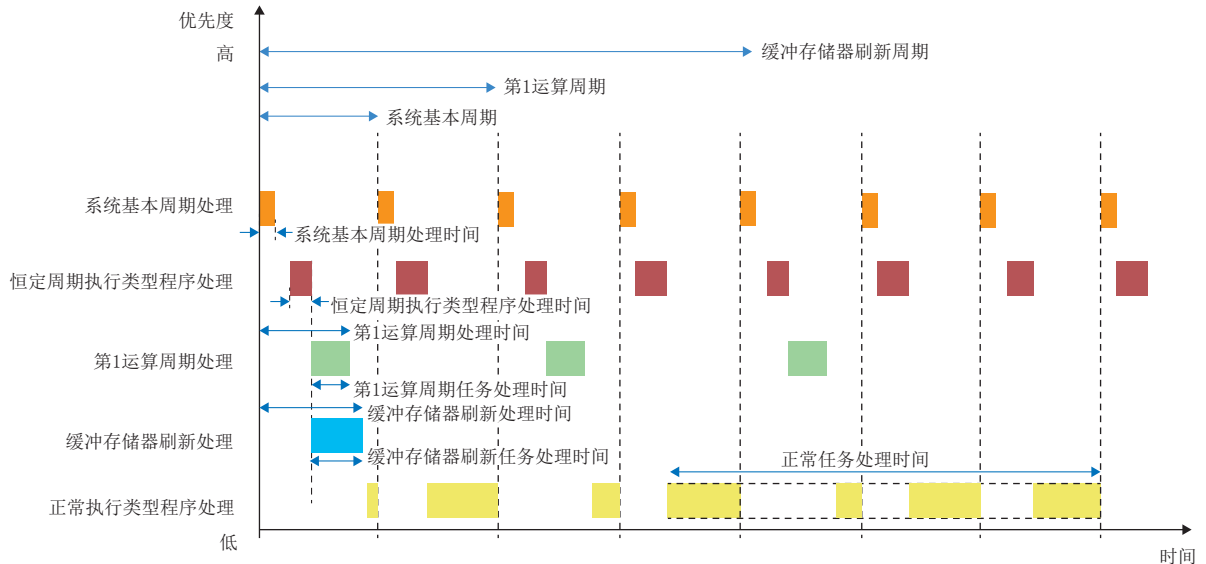 优先度
高
缓冲存储器刷新周期
第1运算周期
系统基本周期
系统基本周期处理
系统基本周期处理时间
恒定周期执行类型程序处理
恒定周期执行类型程序处理时间
第1运算周期处理时间
第1运算周期处理
第1运算周期任务处理时间
缓冲存储器刷新处理时间
缓冲存储器刷新处理
缓冲存储器刷新任务处理时间
正常任务处理时间
正常执行类型程序处理
低
时间